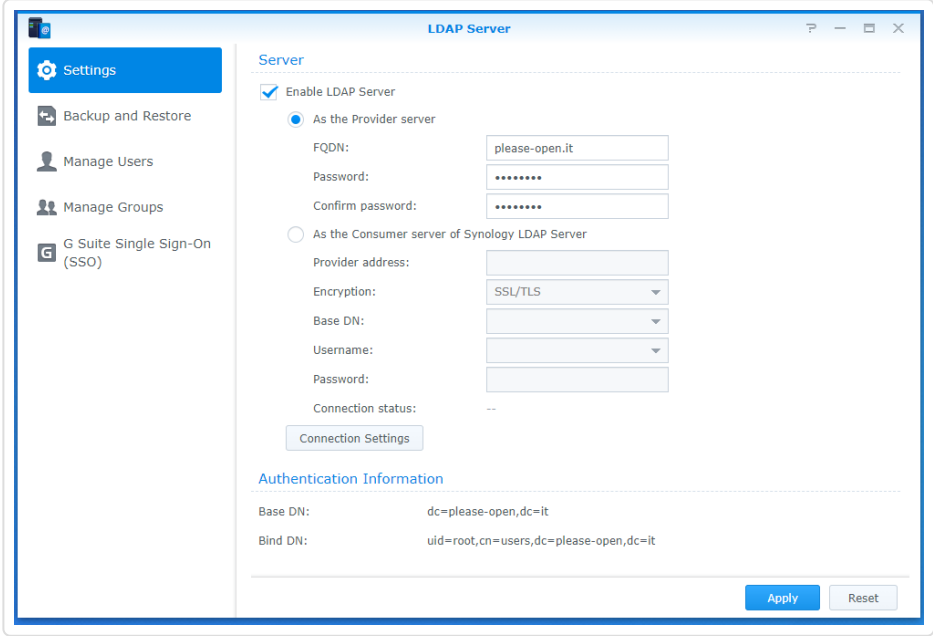 LDAP Server
Settings
Backup and Restore
Manage Users
Manage Groups
G Suite Single Sign-On
(SSO)
Server
Enable LDAP Server
As the Provider server
FQDN: please-open.it
Password: ••••••••
Confirm password: ••••••••
As the Consumer server of Synology LDAP Server
Provider address:
Encryption: SSL/TLS
Base DN:
Username:
Password:
Connection status: --
Connection Settings
Authentication Information
Base DN: dc=please-open,dc=it
Bind DN: uid=root,cn=users,dc=please-open,dc=it
Apply Reset